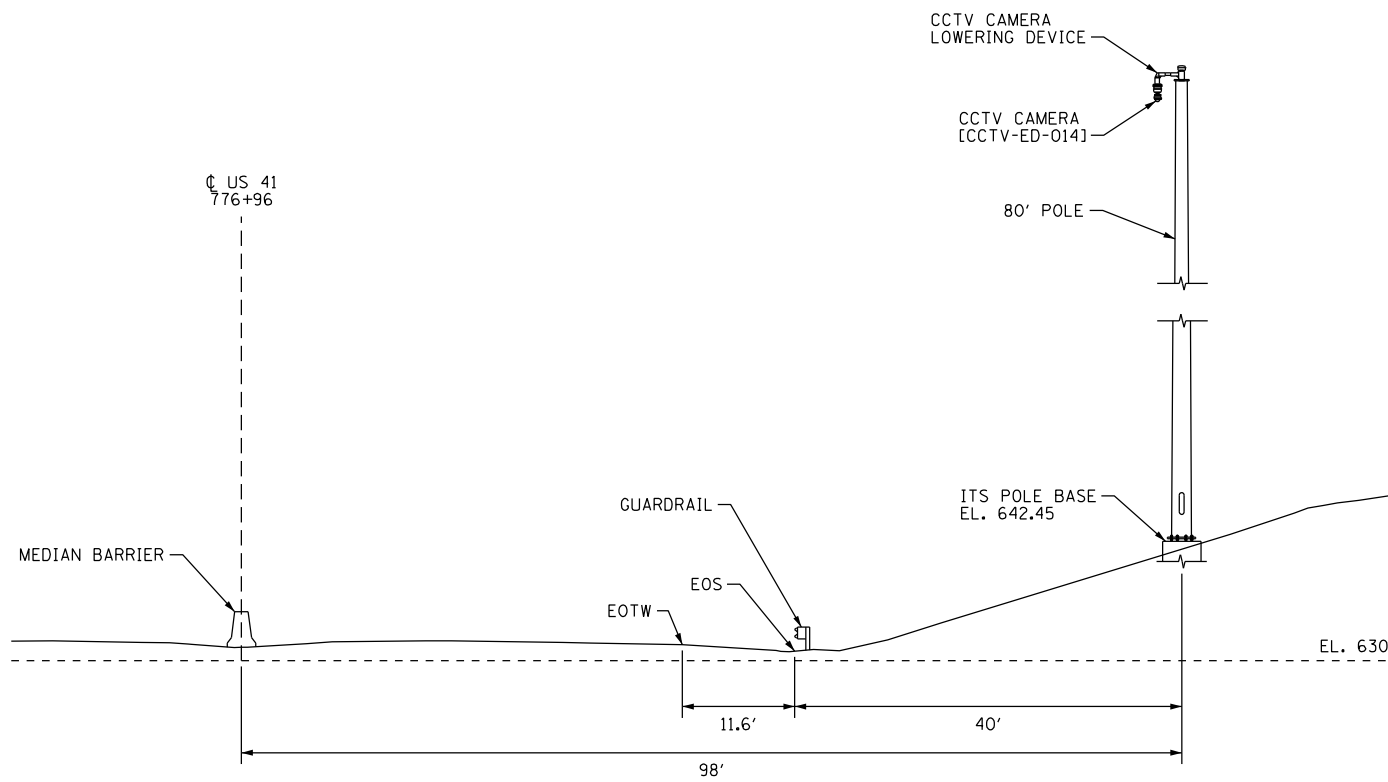 CCTV CAMERA
LOWERING DEVICE
CCTV CAMERA
[CCTV-ED-014]
℄ US 41
776+96
80' POLE
ITS POLE BASE
EL. 642.45
GUARDRAIL
MEDIAN BARRIER
EOS
EOTW
EL. 630
11.6'
40'
98'